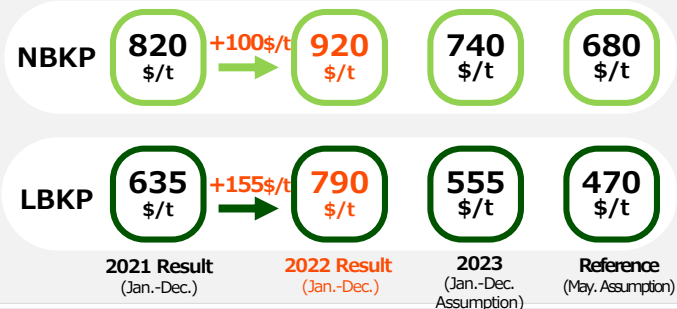 NBKP
820
$/t
+100$/t
920
$/t
740
$/t
680
$/t
LBKP
635
$/t
+155$/t
790
$/t
555
$/t
470
$/t
2021 Result
(Jan.-Dec.)
2022 Result
(Jan.-Dec.)
2023
(Jan.-Dec.
Assumption)
Reference
(May. Assumption)